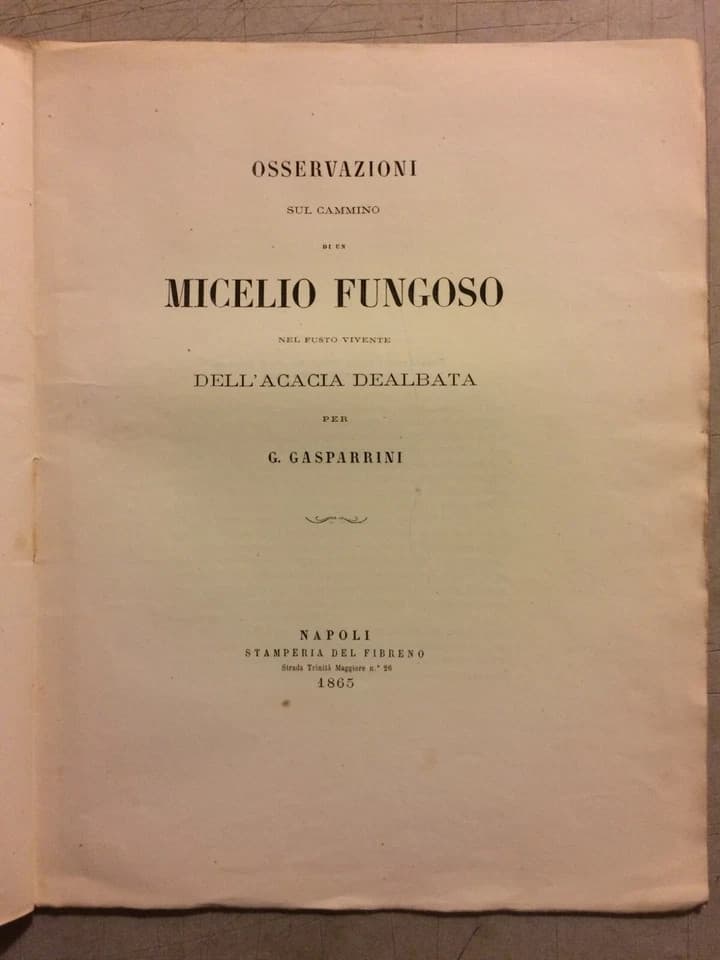 OSSERVAZIONI
SUL CAMMINO
DI UN
MICELIO FUNGOSO
NEL FUSTO VIVENTE
DELL'ACACIA DEALBATA
PER
G. GASPARRINI
NAPOLI
STAMPERIA DEL FIBRENO
Strada Trinità Maggiore n.° 26
1865